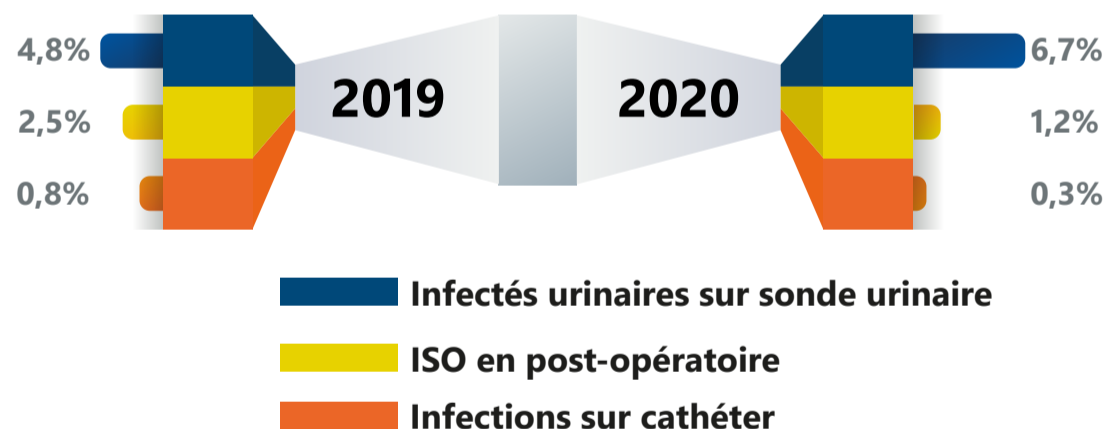 4,8%
2,5%
0,8%
2019
2020
6,7%
1,2%
0,3%
Infectés urinaires sur sonde urinaire
ISO en post-opératoire
Infections sur cathéter